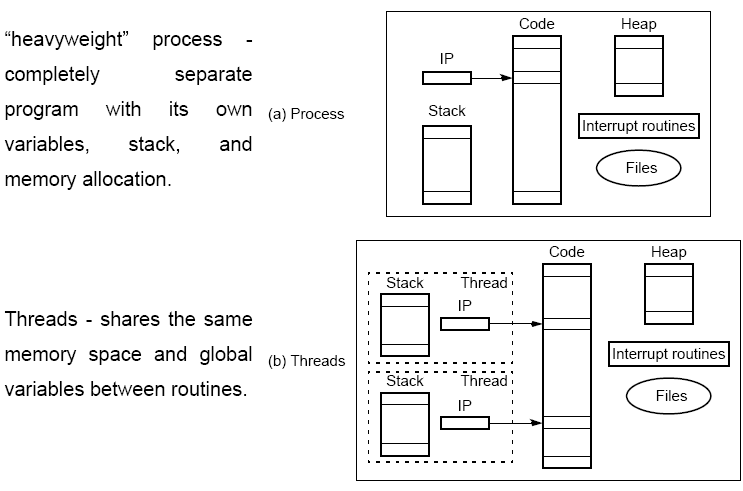 “heavyweight” process -
completely separate
program with its own
variables, stack, and
memory allocation.
(a) Process
Code
Heap
IP
Stack
Interrupt routines
Files
Threads - shares the same
memory space and global
variables between routines.
(b) Threads
Code
Heap
Stack
Thread
IP
Interrupt routines
Stack
Thread
IP
Files